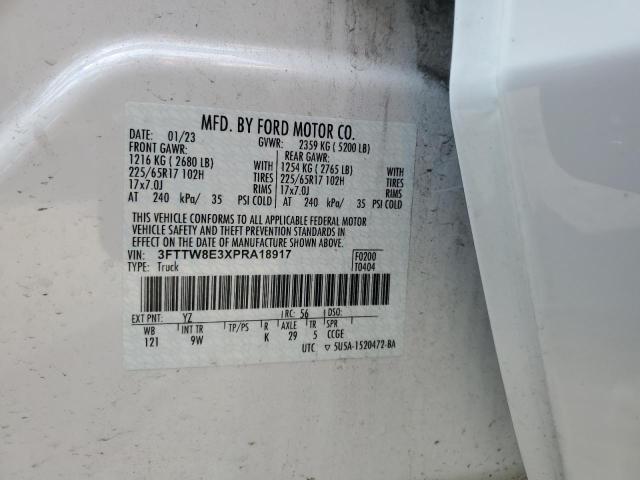 MFD. BY FORD MOTOR CO.
DATE: 01/23 GVWR: 2359 KG ( 5200 LB)
FRONT GAWR: REAR GAWR:
1216 KG ( 2680 LB) WITH 1254 KG ( 2765 LB) WITH
225/65R17 102H TIRES 225/65R17 102H TIRES
17x7.0J RIMS 17x7.0J RIMS
AT 240 kPa/ 35 PSI COLD AT 240 kPa/ 35 PSI COLD
THIS VEHICLE CONFORMS TO ALL APPLICABLE FEDERAL MOTOR
VEHICLE SAFETY AND THEFT PREVENTION STANDARDS IN
EFFECT ON THE DATE OF MANUFACTURE SHOWN ABOVE.
VIN: 3FTTW8E3XPRA18917 F0200
TYPE: Truck T0404
EXT PNT: YZ RC: 56 DSO:
WB INT TR TP/PS R AXLE TR SPR
121 9W K 29 5 CCGE
UTC ▽ 5U5A-1520472-BA